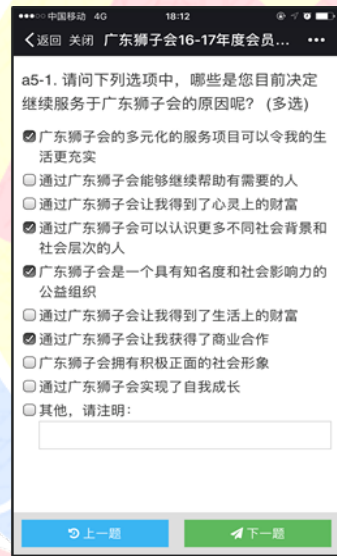 中国移动 4G 18:12
返回 关闭 广东狮子会16-17年度会员...
a5-1. 请问下列选项中，哪些是您目前决定
继续服务于广东狮子会的原因呢？ (多选)
广东狮子会的多元化的服务项目可以令我的生
活更充实
通过广东狮子会能够继续帮助有需要的人
通过广东狮子会让我得到了心灵上的财富
通过广东狮子会可以认识更多不同社会背景和
社会层次的人
广东狮子会是一个具有知名度和社会影响力的
公益组织
通过广东狮子会让我得到了生活上的财富
通过广东狮子会让我获得了商业合作
广东狮子会拥有积极正面的社会形象
通过广东狮子会实现了自我成长
其他，请注明：
上一题 下一题